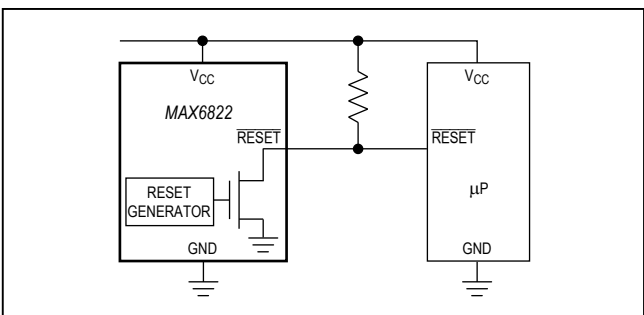 VCC
VCC
MAX6822
RESET
RESET
RESET
GENERATOR
µP
GND
GND